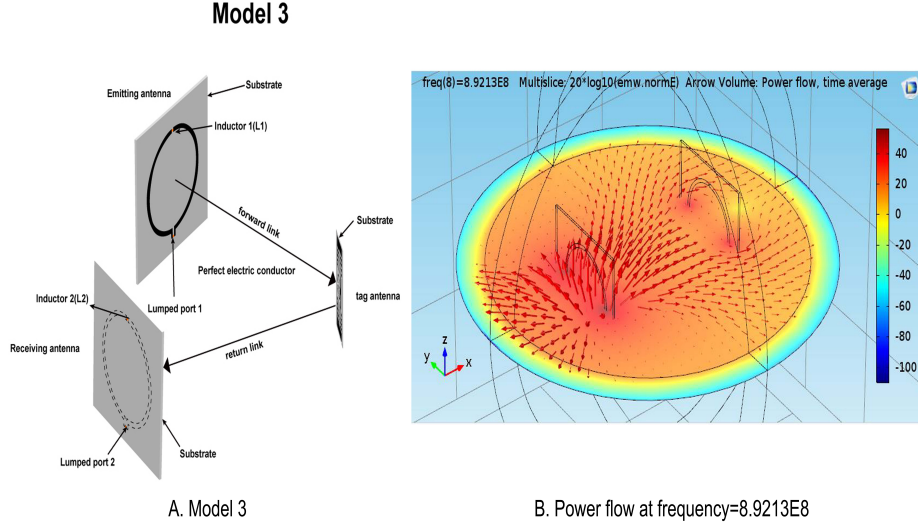 Model 3
Emitting antenna
Substrate
Inductor 1(L1)
forward link
Substrate
Perfect electric conductor
tag antenna
Inductor 2(L2)
Lumped port 1
Receiving antenna
return link
Substrate
Lumped port 2
A. Model 3
freq(8)=8.9213E8 Multislice: 20*log10(emw.normE) Arrow Volume: Power flow, time average
40
20
0
-20
-40
-60
-80
-100
z
y
x
B. Power flow at frequency=8.9213E8